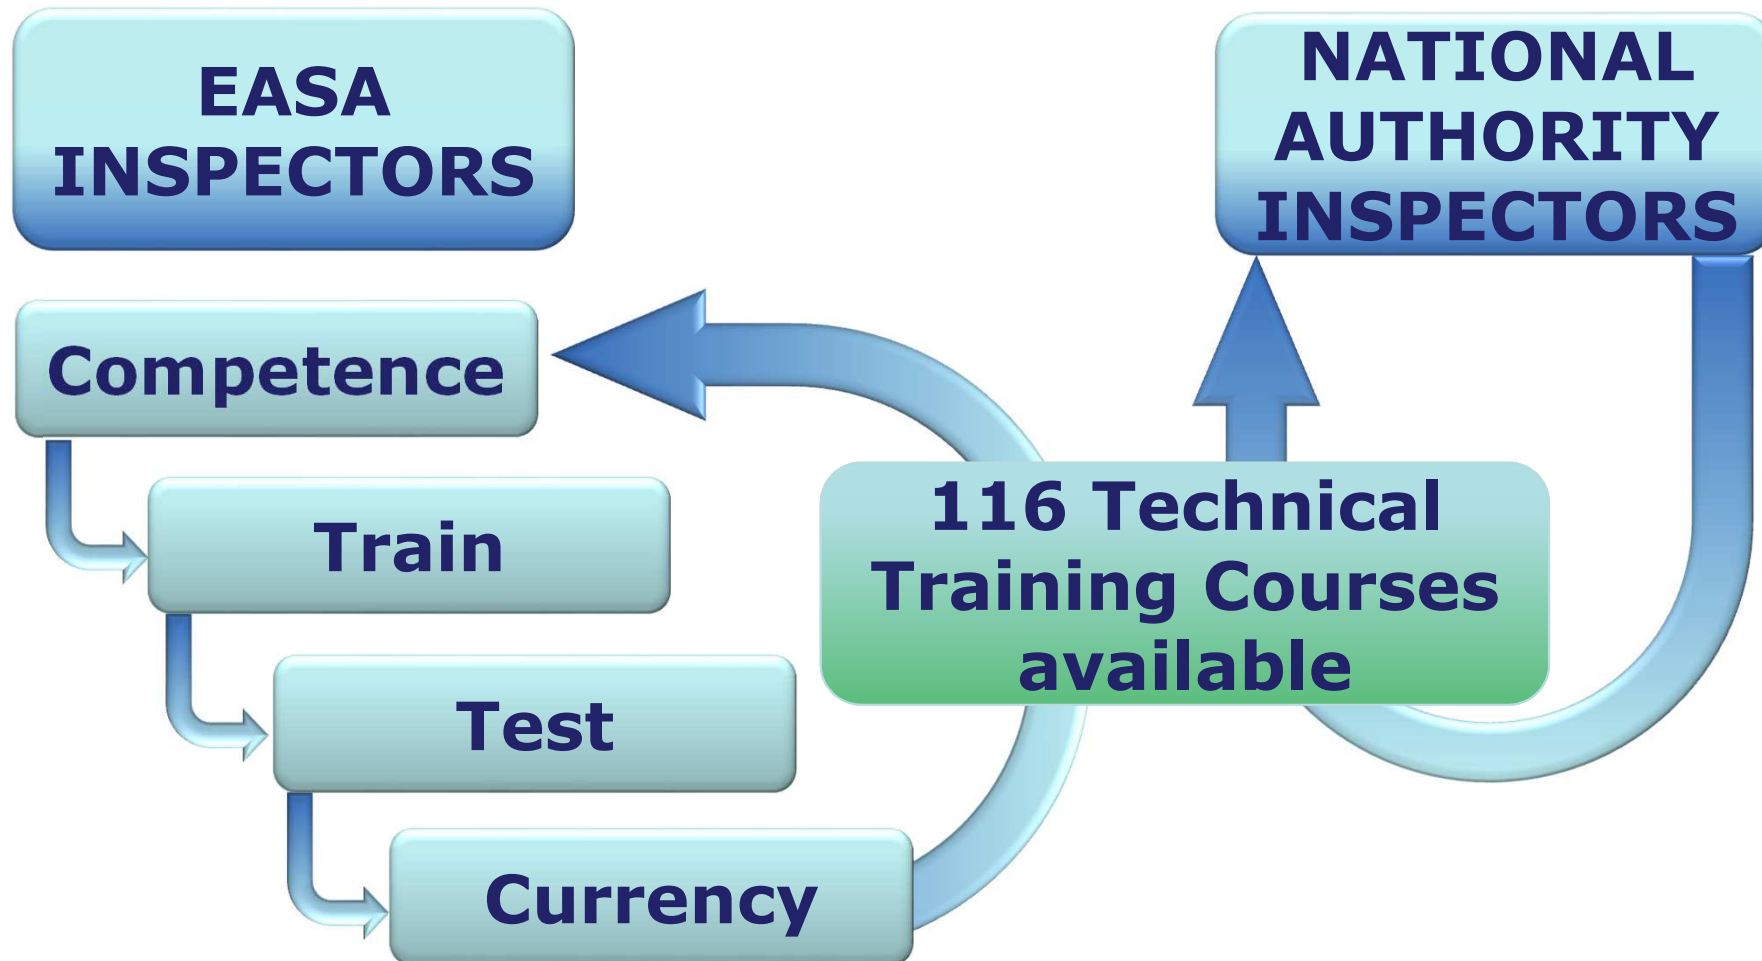 EASA
INSPECTORS
NATIONAL
AUTHORITY
INSPECTORS
Competence
Train
Test
Currency
116 Technical
Training Courses
available